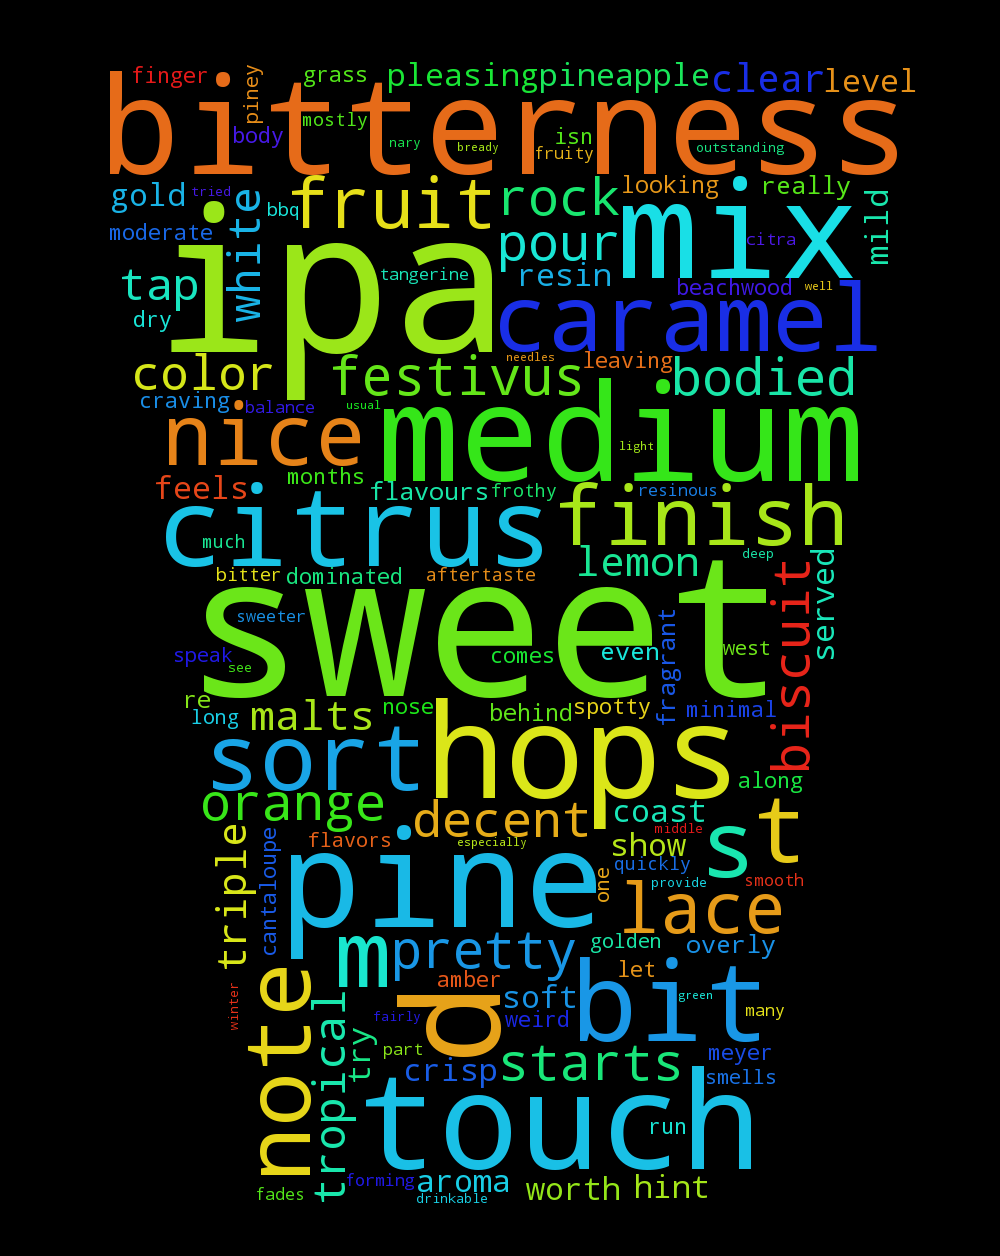 finger piney grass pleasing pineapple clear level
bitterness
body mostly nary bready isn fruity outstanding
gold tried white bbq fruit rock looking mix really mild
moderate ipa pour citra
tap tangerine resin beachwood well
dry caramel
color festivus needles leaving bodied
craving balance usual medium light
nice months
feels citrus flavours frothy finish resinous
much lemon deep served
bitter dominated aftertaste biscuit
sweet
sweeter fragrant
speak see comes even west
re long malts nose hops behind spotty minimal
sort along
orange decent coast
triple cantaloupe flavors especially show middle s t
pine one quickly provide smooth
lace
m pretty golden overly
winter note tropical amber d soft bit let green many
fairly weird
try part crisp starts meyer smells
touch run
fades forming aroma drinkable worth hint